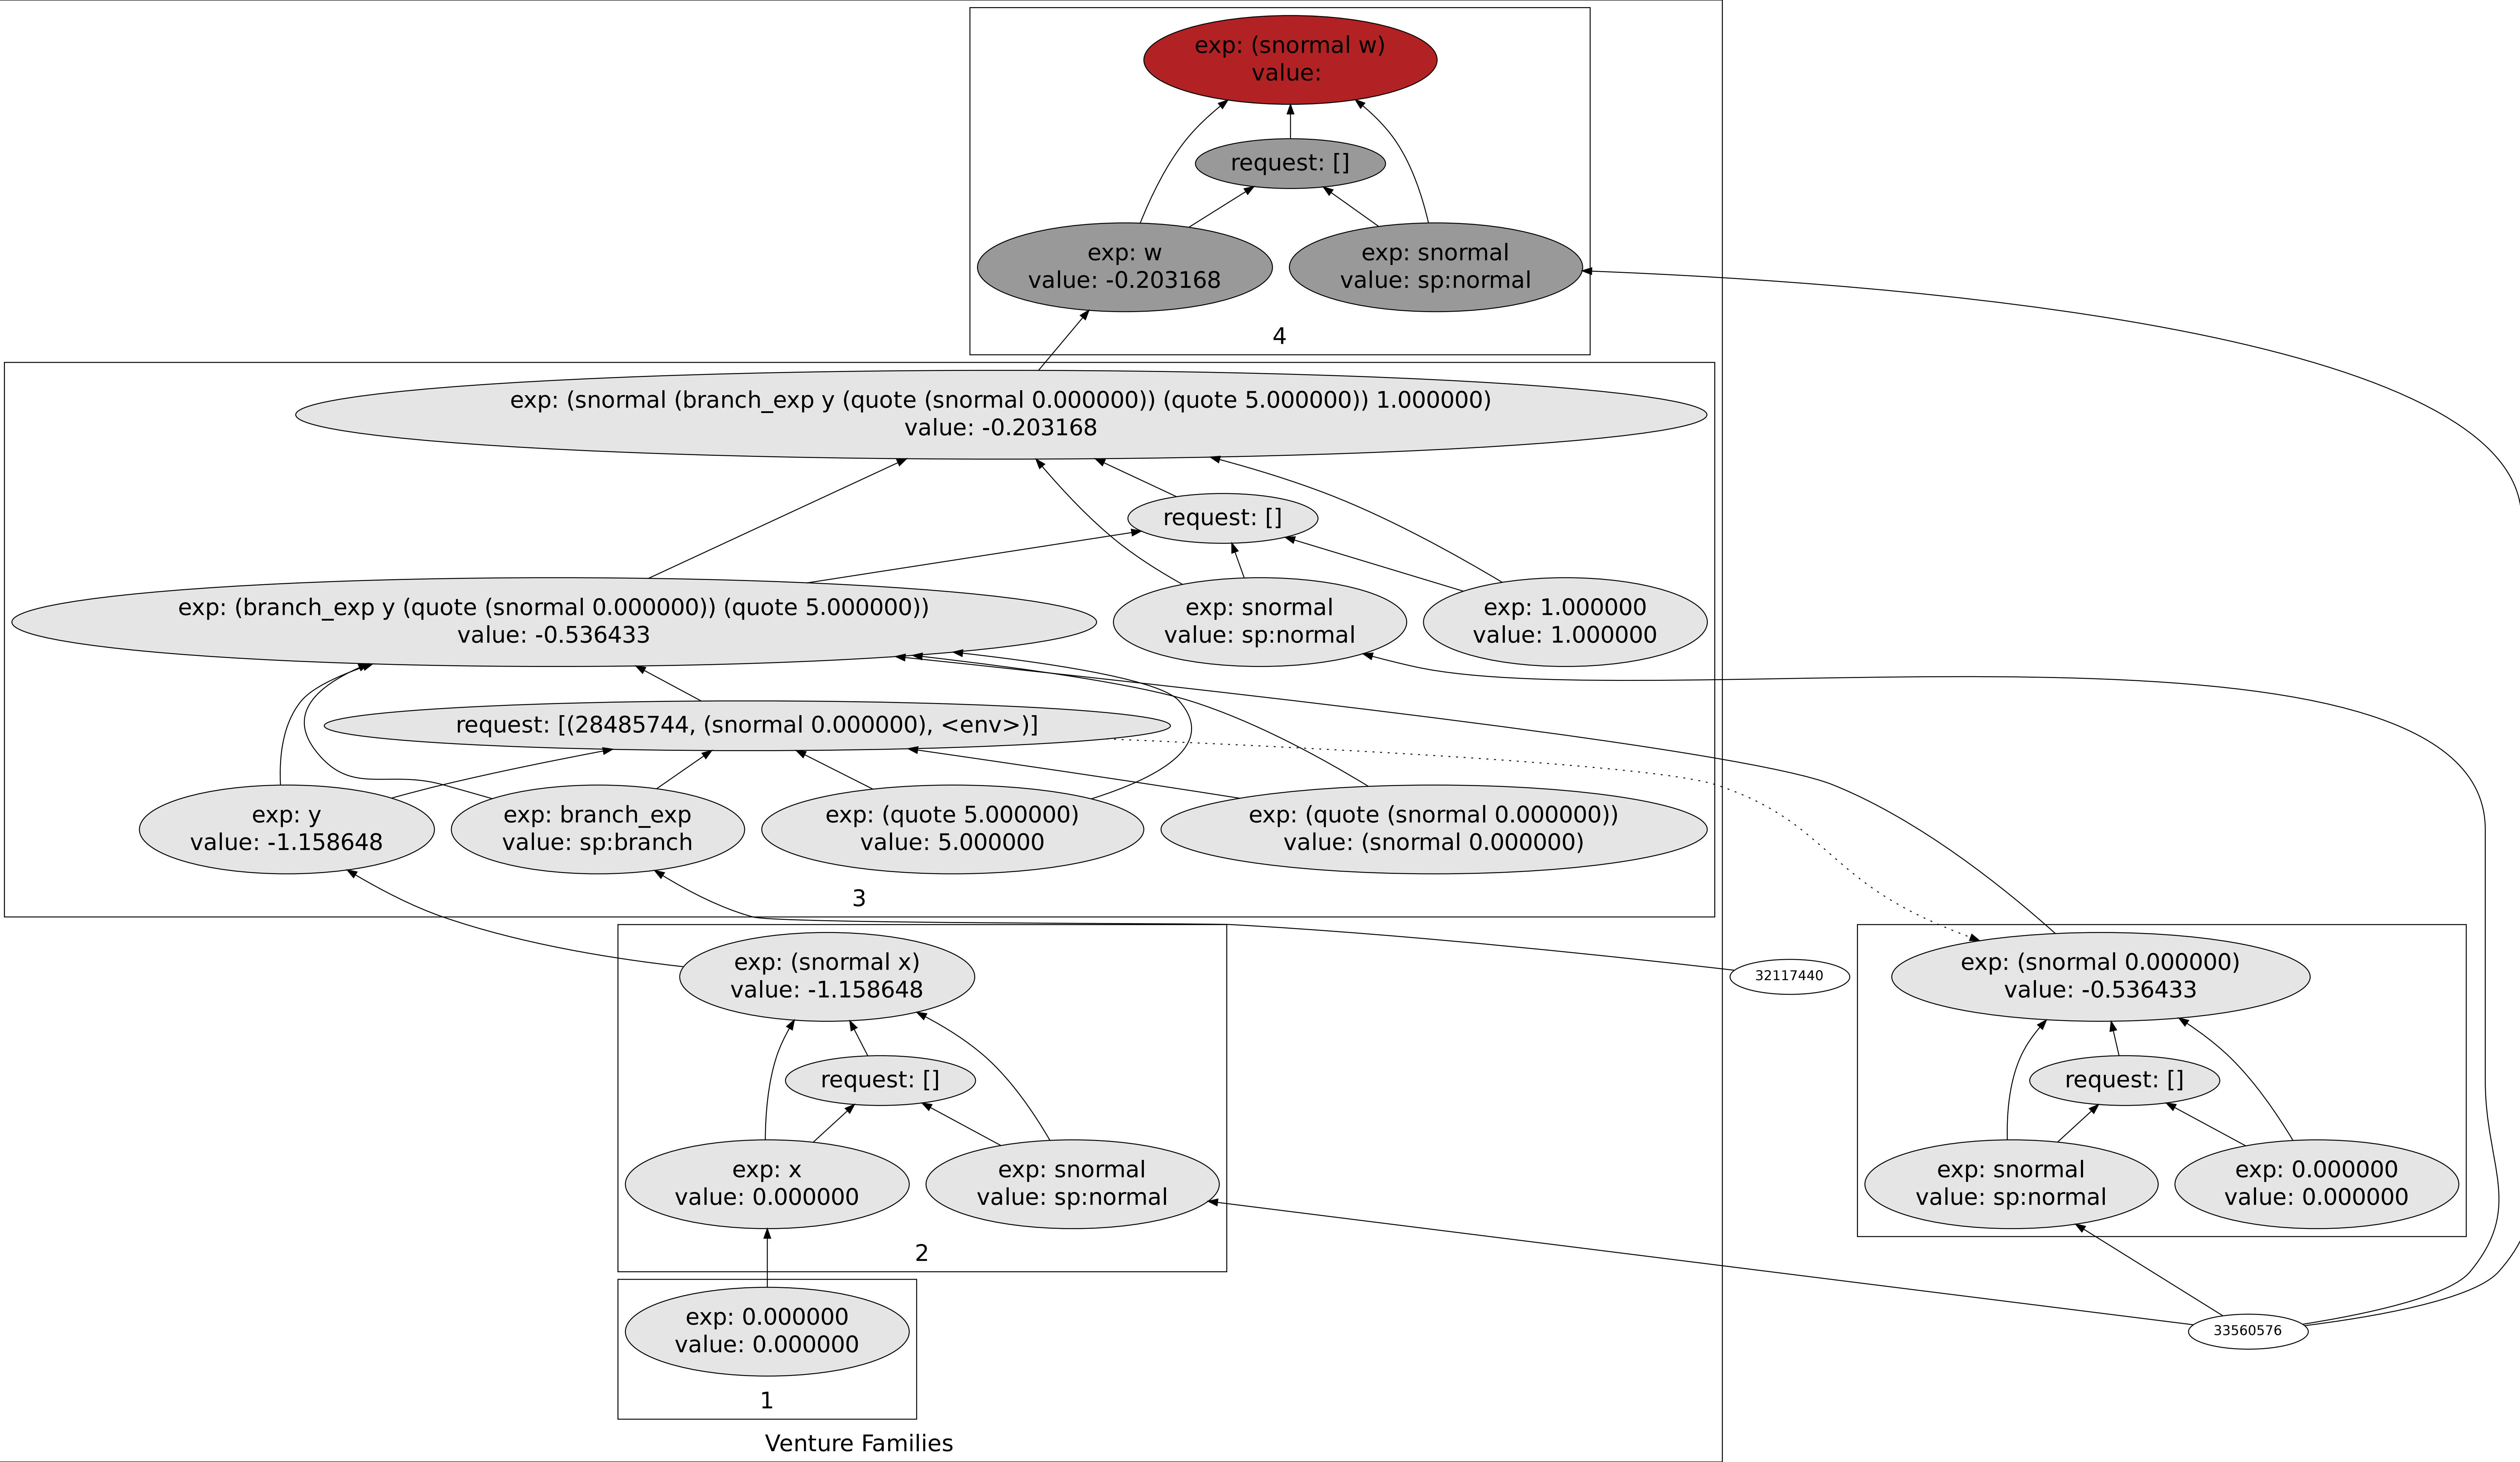 exp: (snormal w)
value:
request: []
exp: w
value: -0.203168
exp: snormal
value: sp:normal
4
exp: (snormal (branch_exp y (quote (snormal 0.000000)) (quote 5.000000)) 1.000000)
value: -0.203168
request: []
exp: (branch_exp y (quote (snormal 0.000000)) (quote 5.000000))
value: -0.536433
exp: snormal
value: sp:normal
exp: 1.000000
value: 1.000000
request: [(28485744, (snormal 0.000000), <env>)]
exp: y
value: -1.158648
exp: branch_exp
value: sp:branch
exp: (quote 5.000000)
value: 5.000000
exp: (quote (snormal 0.000000))
value: (snormal 0.000000)
3
exp: (snormal x)
value: -1.158648
32117440
exp: (snormal 0.000000)
value: -0.536433
request: []
request: []
exp: x
value: 0.000000
exp: snormal
value: sp:normal
exp: snormal
value: sp:normal
exp: 0.000000
value: 0.000000
2
exp: 0.000000
value: 0.000000
33560576
1
Venture Families